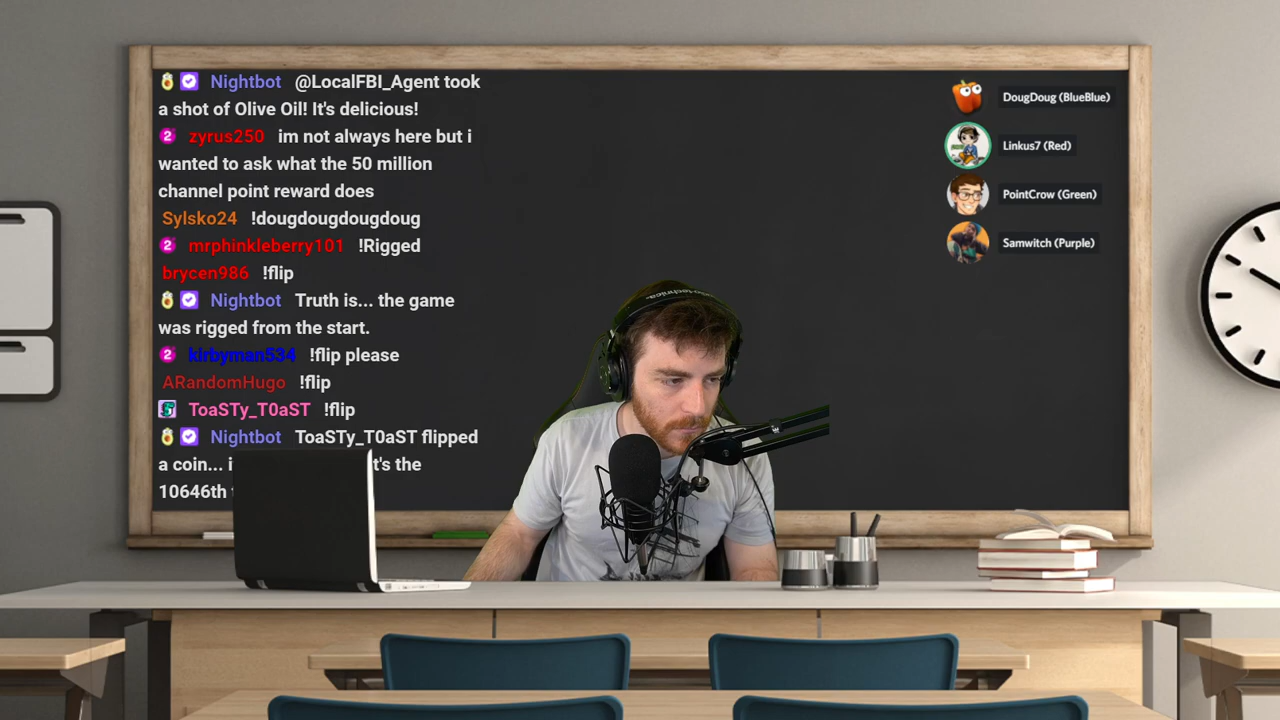 Nightbot @LocalFBI_Agent took
a shot of Olive Oil! It's delicious!
2 zyrus250 im not always here but i
wanted to ask what the 50 million
channel point reward does
Sylsko24 !dougdougdougdoug
2 mrphinkleberry101 !Rigged
brycen986 !flip
Nightbot Truth is... the game
was rigged from the start.
2 kirbyman534 !flip please
ARandomHugo !flip
ToaSTy_T0aST !flip
Nightbot ToaSTy_T0aST flipped
a coin... t's the
10646th
DougDoug (BlueBlue)
Linkus7 (Red)
PointCrow (Green)
Samwitch (Purple)